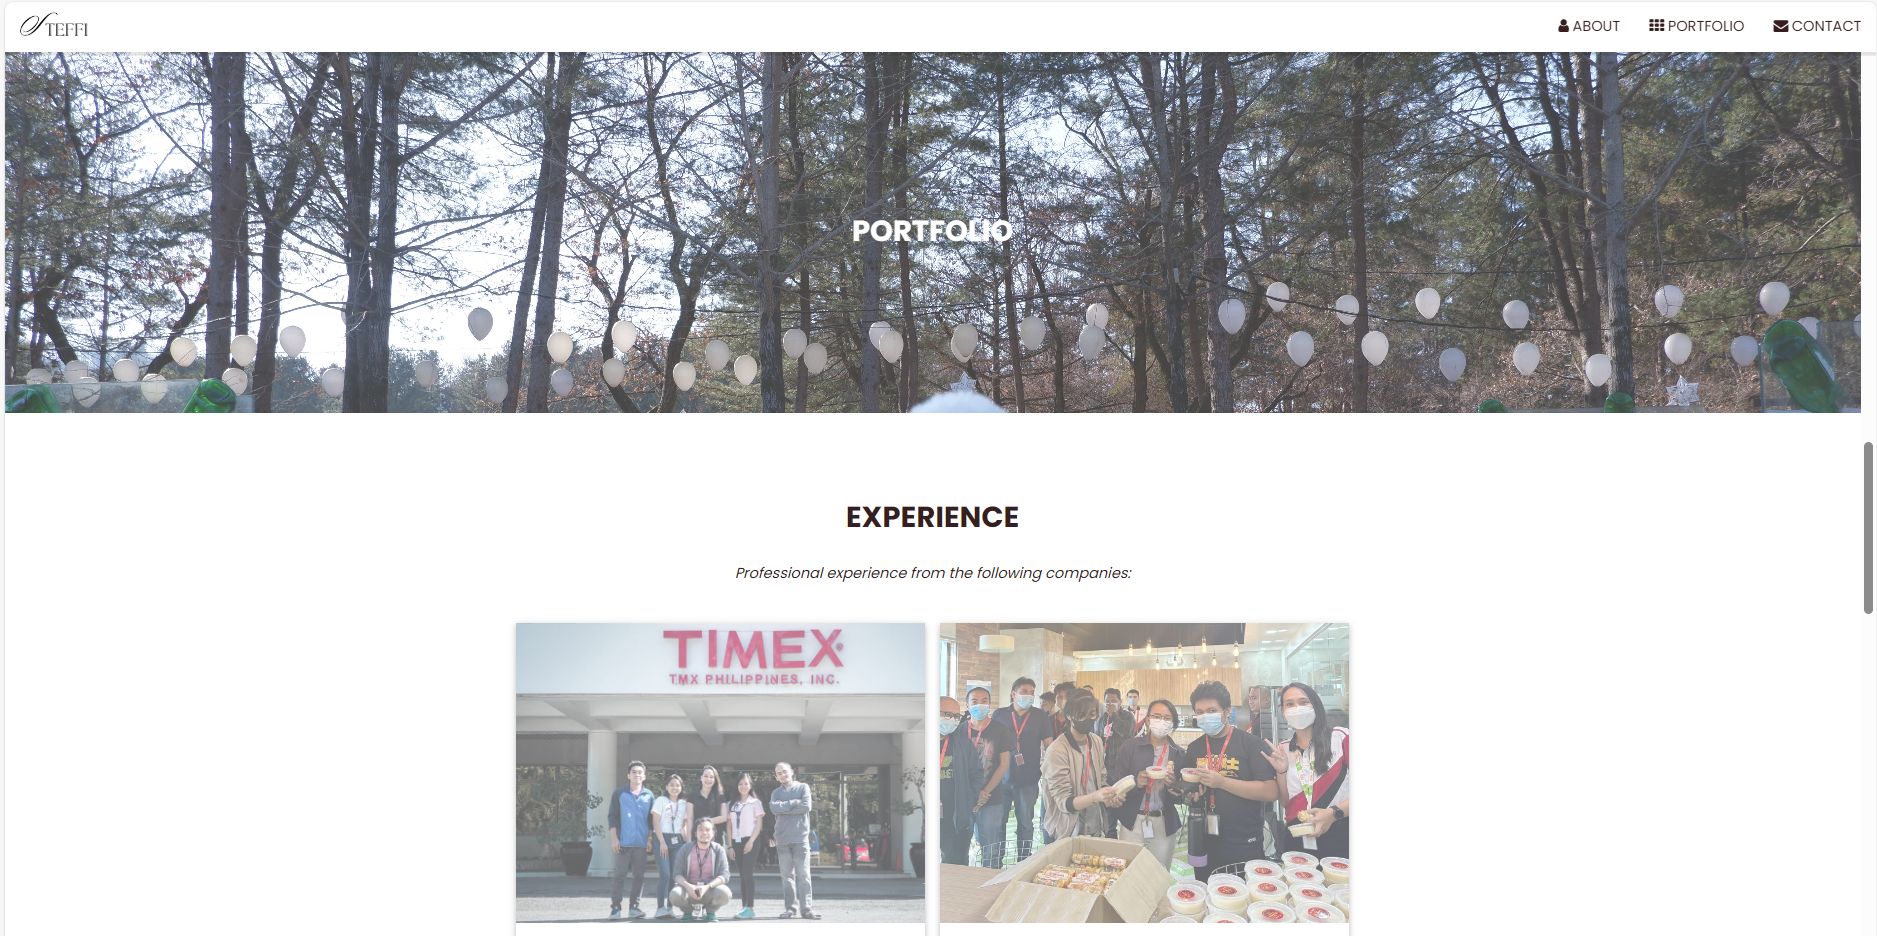 STEFFI
ABOUT
PORTFOLIO
CONTACT
PORTFOLIO
EXPERIENCE
Professional experience from the following companies:
TIMEX
TMX PHILIPPINES, INC.